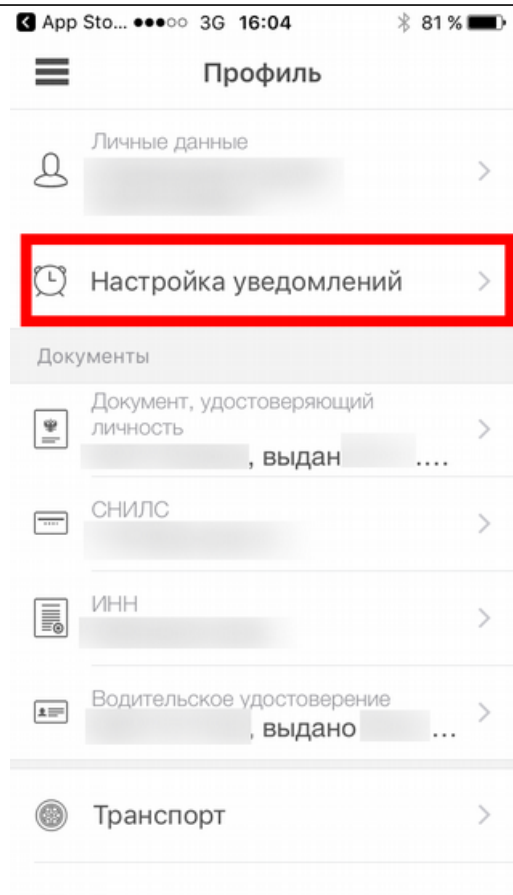 App Sto... 3G 16:04 81 %
Профиль
Личные данные
Настройка уведомлений
Документы
Документ, удостоверяющий
личность
, выдан ....
СНИЛС
ИНН
Водительское удостоверение
, выдано ...
Транспорт